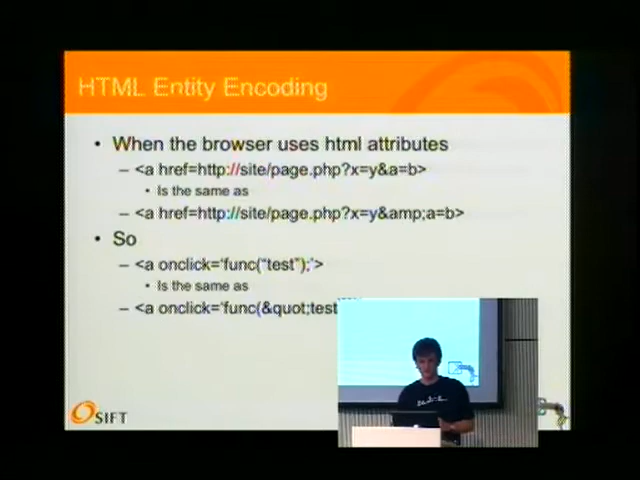 HTML Entity Encoding
• When the browser uses html attributes
– <a href=http://site/page.php?x=y&a=b>
• Is the same as
– <a href=http://site/page.php?x=y&amp;a=b>
• So
– <a onclick='func("test");'>
• Is the same as
– <a onclick='func(&quot;test
SIFT